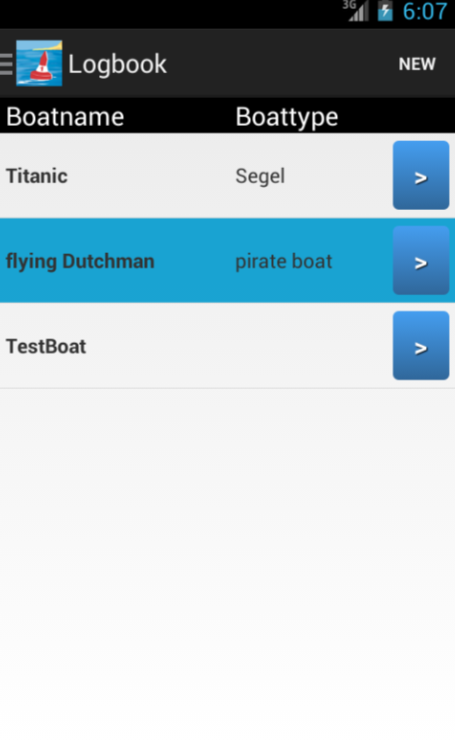 3G 6:07
Logbook NEW
Boatname Boattype
Titanic Segel >
flying Dutchman pirate boat >
TestBoat >